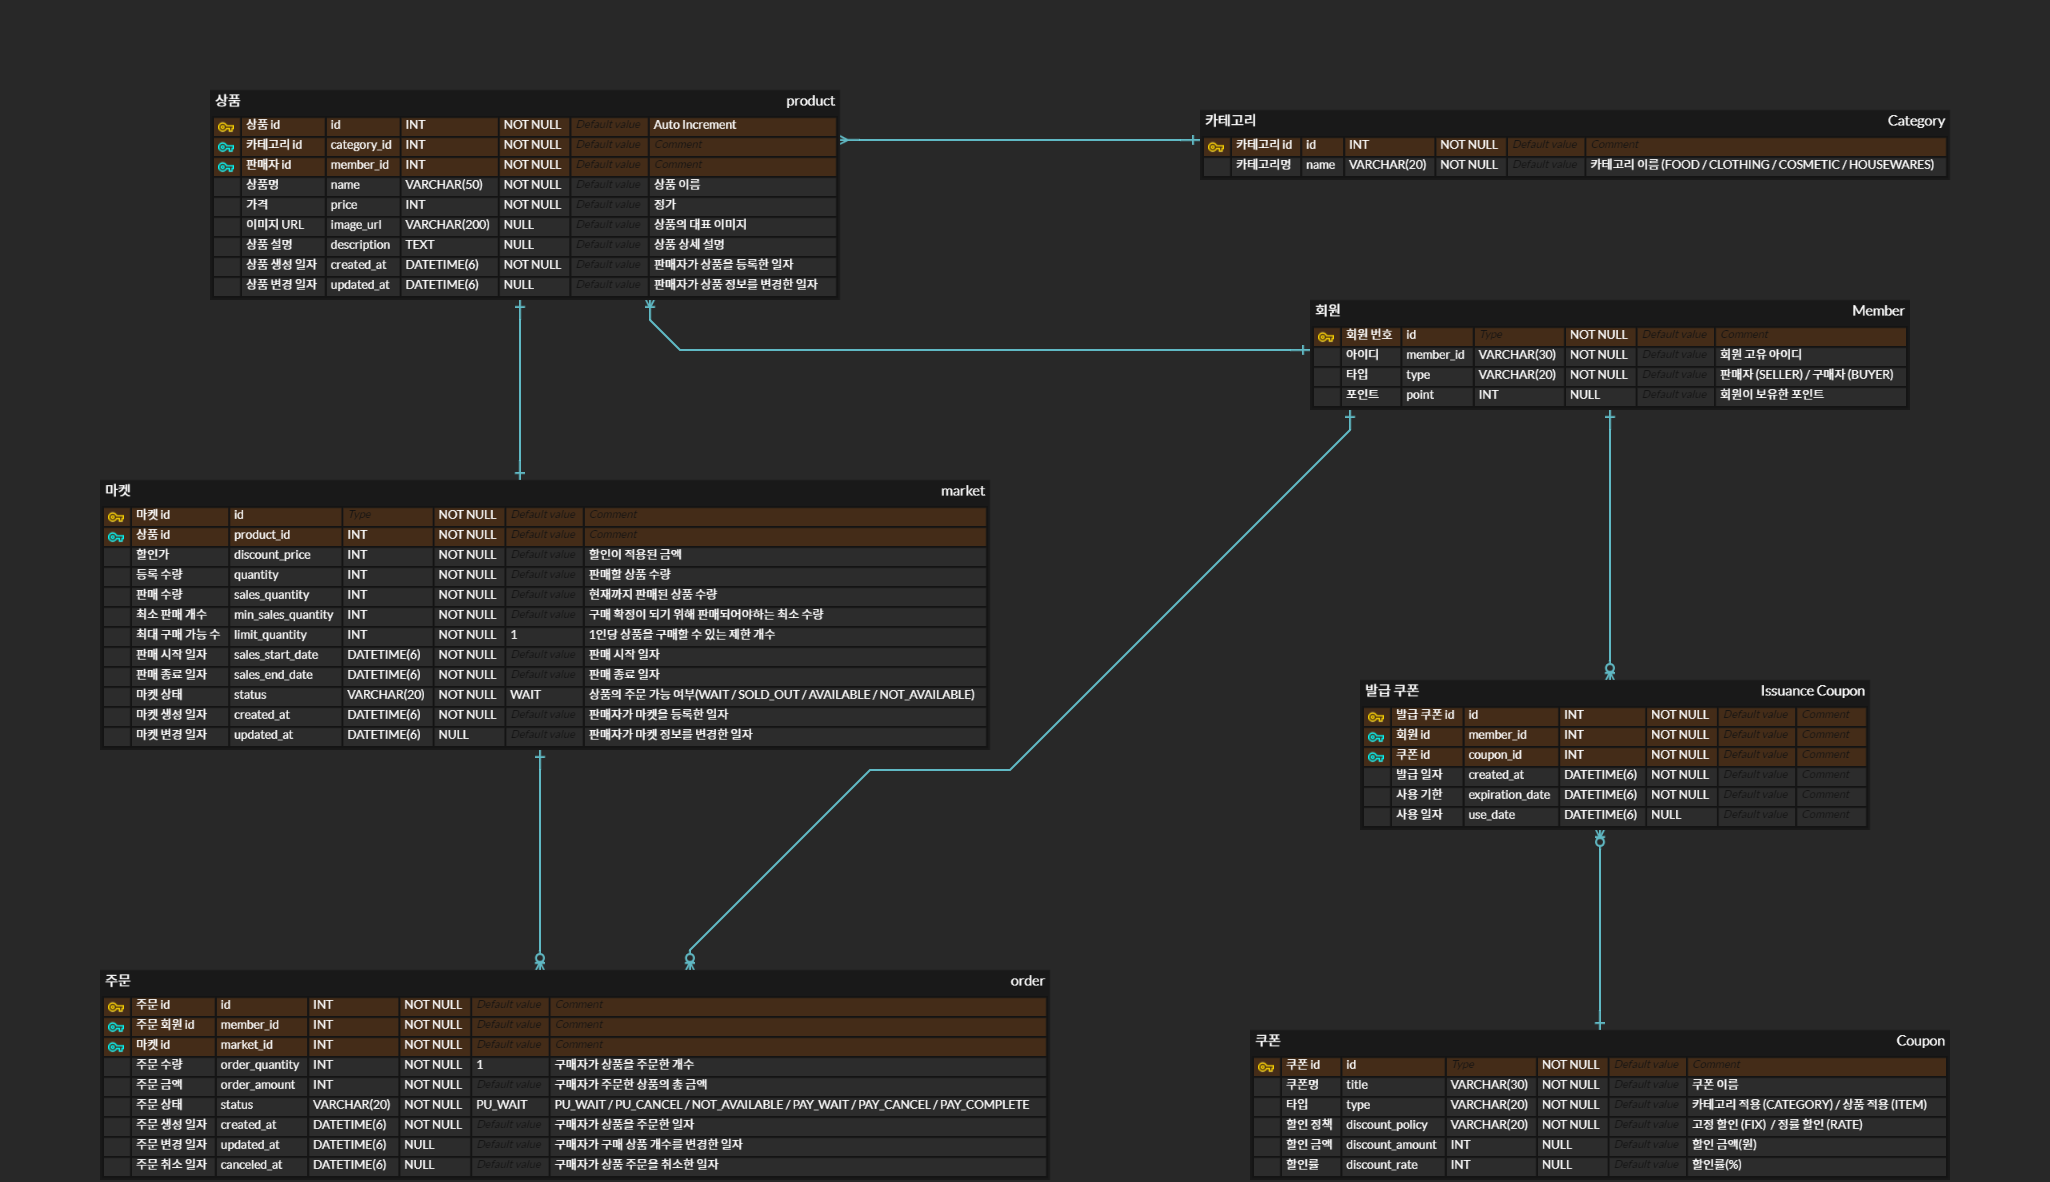 상품 product
상품 id id INT NOT NULL Default value Auto Increment
카테고리 id category_id INT NOT NULL Default value Comment
판매자 id member_id INT NOT NULL Default value Comment
상품명 name VARCHAR(50) NOT NULL Default value 상품 이름
가격 price INT NOT NULL Default value 정가
이미지 URL image_url VARCHAR(200) NULL Default value 상품의 대표 이미지
상품 설명 description TEXT NULL Default value 상품 상세 설명
상품 생성 일자 created_at DATETIME(6) NOT NULL Default value 판매자가 상품을 등록한 일자
상품 변경 일자 updated_at DATETIME(6) NULL Default value 판매자가 상품 정보를 변경한 일자
카테고리 Category
카테고리 id id INT NOT NULL Default value Comment
카테고리명 name VARCHAR(20) NOT NULL Default value 카테고리 이름 (FOOD / CLOTHING / COSMETIC / HOUSEWARES)
회원 Member
회원 번호 id Type NOT NULL Default value Comment
아이디 member_id VARCHAR(30) NOT NULL Default value 회원 고유 아이디
타입 type VARCHAR(20) NOT NULL Default value 판매자 (SELLER) / 구매자 (BUYER)
포인트 point INT NULL Default value 회원이 보유한 포인트
마켓 market
마켓 id id Type NOT NULL Default value Comment
상품 id product_id INT NOT NULL Default value Comment
할인가 discount_price INT NOT NULL Default value 할인이 적용된 금액
등록 수량 quantity INT NOT NULL Default value 판매할 상품 수량
판매 수량 sales_quantity INT NOT NULL Default value 현재까지 판매된 상품 수량
최소 판매 개수 min_sales_quantity INT NOT NULL Default value 구매 확정이 되기 위해 판매되어야하는 최소 수량
최대 구매 가능 수 limit_quantity INT NOT NULL 1 1인당 상품을 구매할 수 있는 제한 개수
판매 시작 일자 sales_start_date DATETIME(6) NOT NULL Default value 판매 시작 일자
판매 종료 일자 sales_end_date DATETIME(6) NOT NULL Default value 판매 종료 일자
마켓 상태 status VARCHAR(20) NOT NULL WAIT 상품의 주문 가능 여부(WAIT / SOLD_OUT / AVAILABLE / NOT_AVAILABLE)
마켓 생성 일자 created_at DATETIME(6) NOT NULL Default value 판매자가 마켓을 등록한 일자
마켓 변경 일자 updated_at DATETIME(6) NULL Default value 판매자가 마켓 정보를 변경한 일자
발급 쿠폰 Issuance Coupon
발급 쿠폰 id id INT NOT NULL Default value Comment
회원 id member_id INT NOT NULL Default value Comment
쿠폰 id coupon_id INT NOT NULL Default value Comment
발급 일자 created_at DATETIME(6) NOT NULL Default value Comment
사용 기한 expiration_date DATETIME(6) NOT NULL Default value Comment
사용 일자 use_date DATETIME(6) NULL Default value Comment
주문 order
주문 id id INT NOT NULL Default value Comment
주문 회원 id member_id INT NOT NULL Default value Comment
마켓 id market_id INT NOT NULL Default value Comment
주문 수량 order_quantity INT NOT NULL 1 구매자가 상품을 주문한 개수
주문 금액 order_amount INT NOT NULL Default value 구매자가 주문한 상품의 총 금액
주문 상태 status VARCHAR(20) NOT NULL PU_WAIT PU_WAIT / PU_CANCEL / NOT_AVAILABLE / PAY_WAIT / PAY_CANCEL / PAY_COMPLETE
주문 생성 일자 created_at DATETIME(6) NOT NULL Default value 구매자가 상품을 주문한 일자
주문 변경 일자 updated_at DATETIME(6) NULL Default value 구매자가 구매 상품 개수를 변경한 일자
주문 취소 일자 canceled_at DATETIME(6) NULL Default value 구매자가 상품 주문을 취소한 일자
쿠폰 Coupon
쿠폰 id id Type NOT NULL Default value Comment
쿠폰명 title VARCHAR(30) NOT NULL Default value 쿠폰 이름
타입 type VARCHAR(20) NOT NULL Default value 카테고리 적용 (CATEGORY) / 상품 적용 (ITEM)
할인 정책 discount_policy VARCHAR(20) NOT NULL Default value 고정 할인 (FIX) / 정률 할인 (RATE)
할인 금액 discount_amount INT NULL Default value 할인 금액(원)
할인률 discount_rate INT NULL Default value 할인률(%)